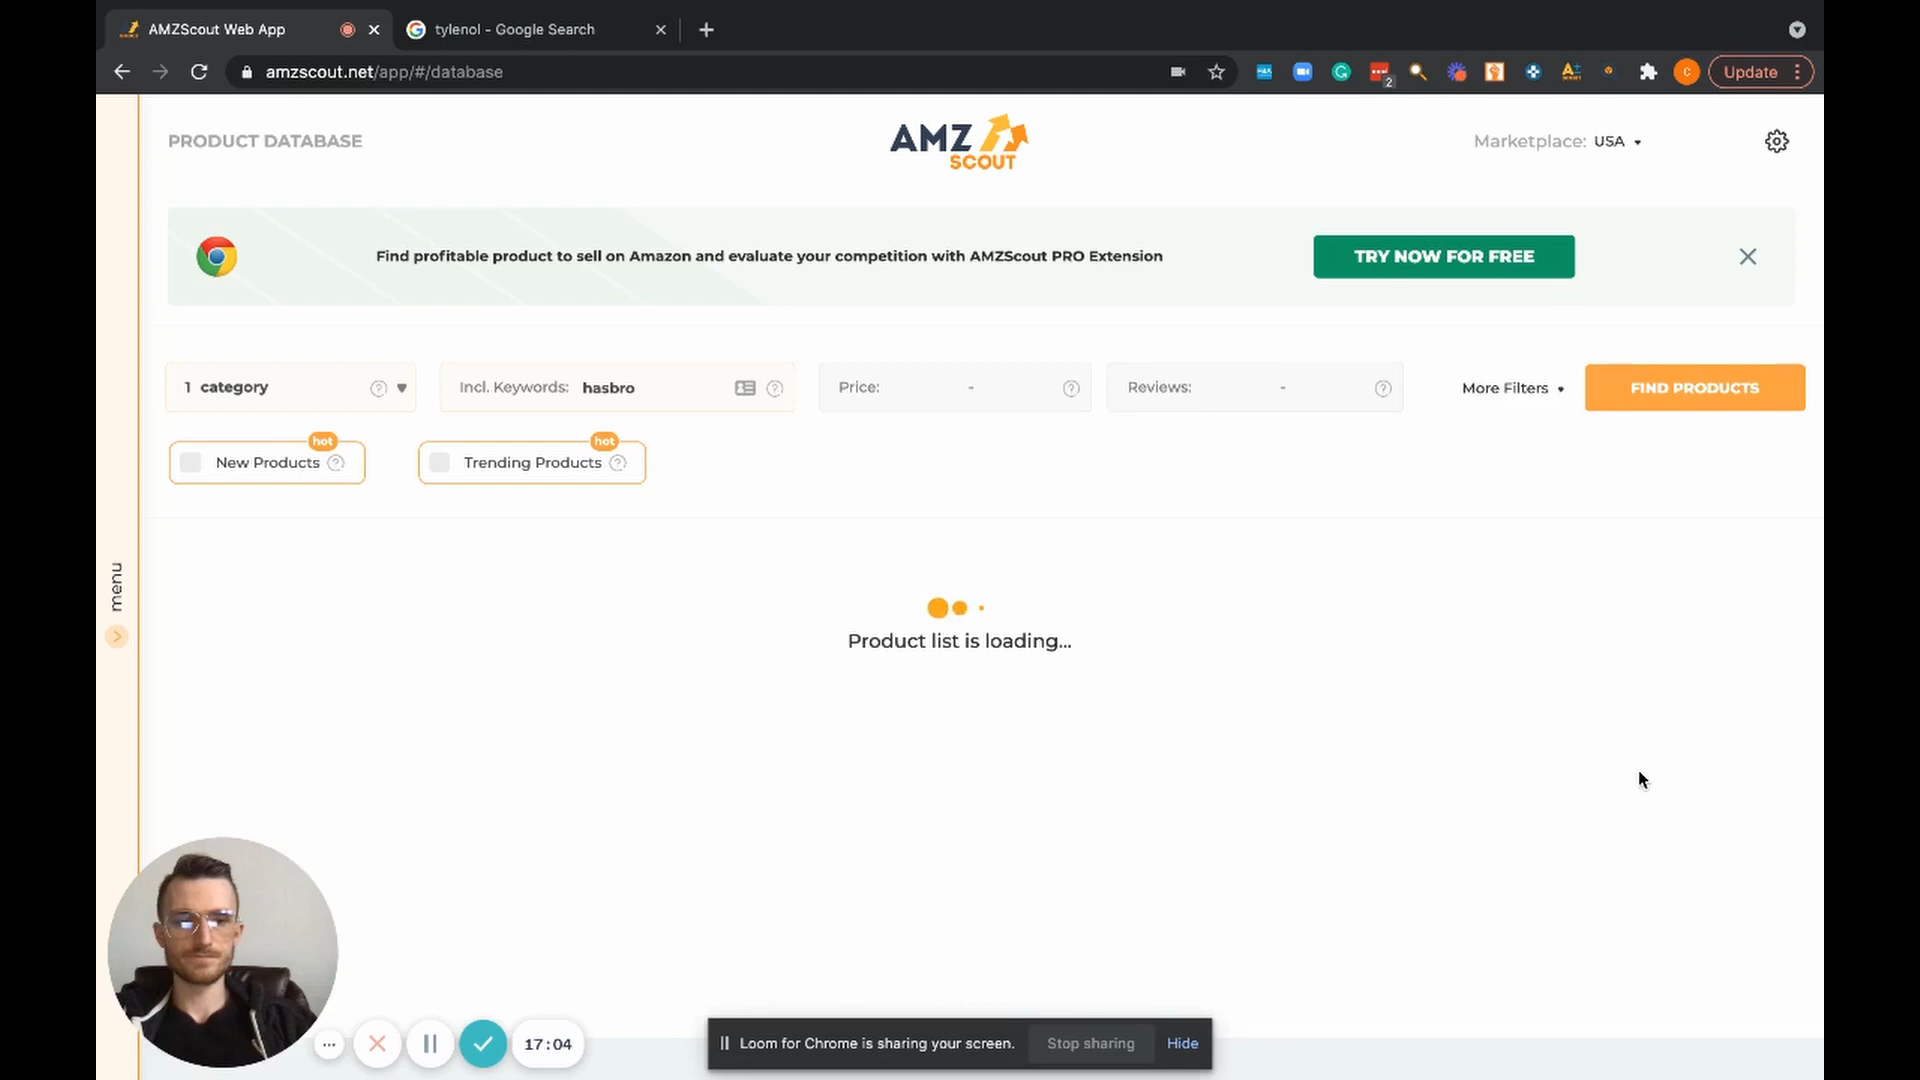 AMZScout Web App
tylenol - Google Search
amzscout.net/app/#/database
2
C
Update
PRODUCT DATABASE
AMZ
SCOUT
Marketplace: USA
Find profitable product to sell on Amazon and evaluate your competition with AMZScout PRO Extension
TRY NOW FOR FREE
1 category
Incl. Keywords: hasbro
Price: -
Reviews: -
More Filters
FIND PRODUCTS
hot
New Products
hot
Trending Products
menu
Product list is loading...
17:04
Loom for Chrome is sharing your screen.
Stop sharing
Hide